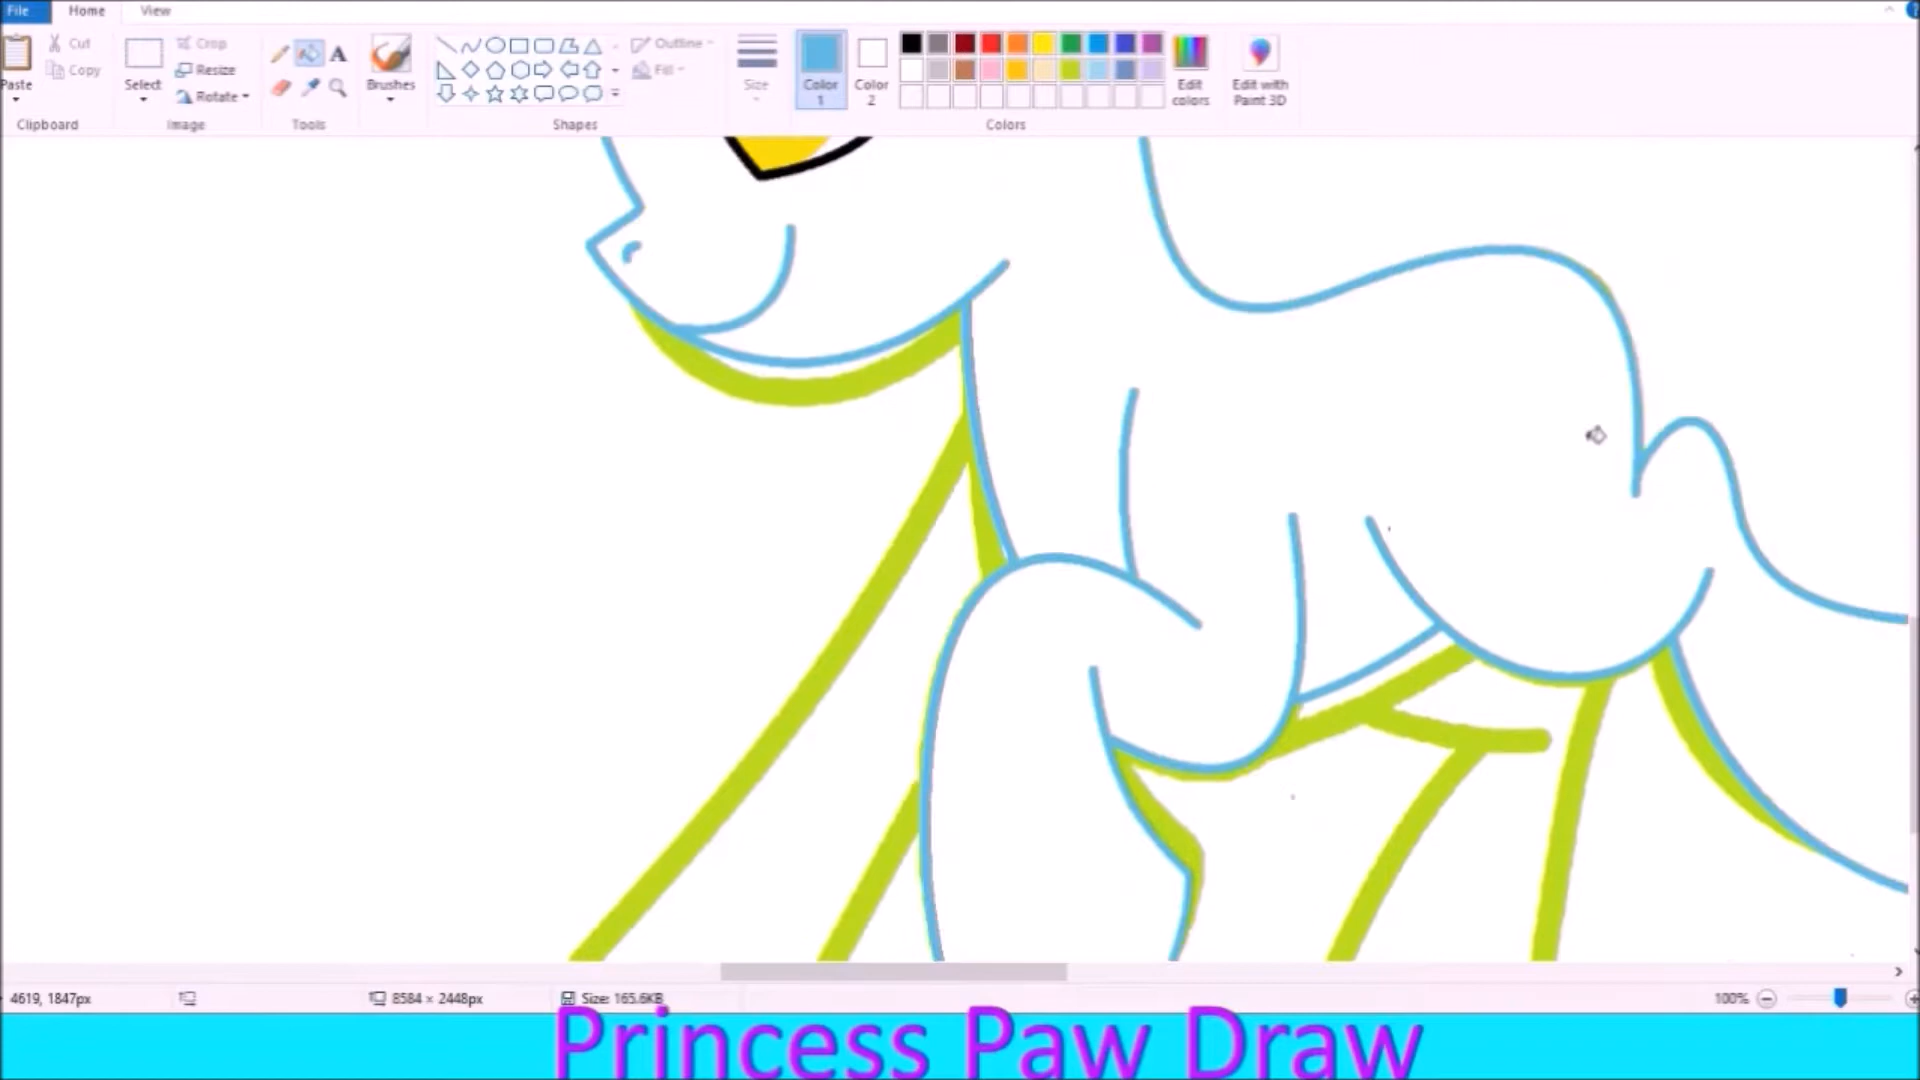 File Home View
Paste
Cut
Copy
Clipboard
Select
Crop
Resize
Rotate
Image
A
Tools
Brushes
Shapes
Outline
Fill
Size
Color
1
Color
2
Colors
Edit
colors
Edit with
Paint 3D
4619, 1847px
8584 × 2448px
Size: 165.6KB
100%
Princess Paw Draw